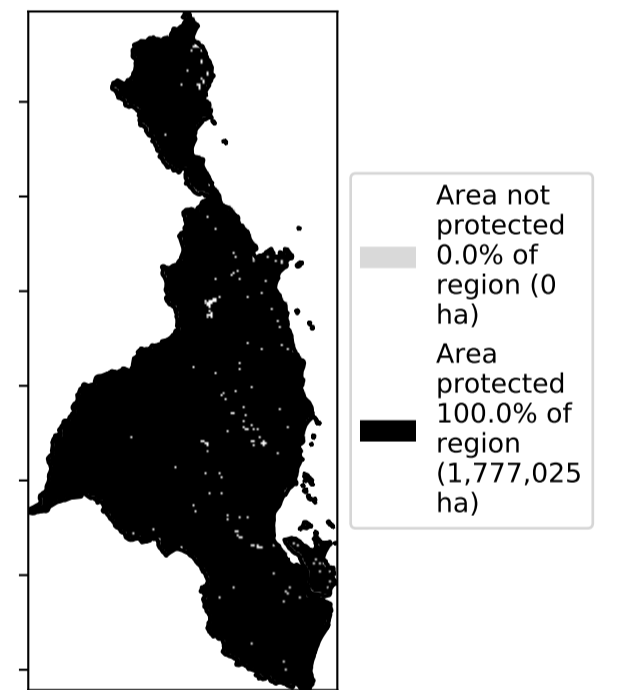 Area not
protected
0.0% of
region (0
ha)
Area
protected
100.0% of
region
(1,777,025
ha)